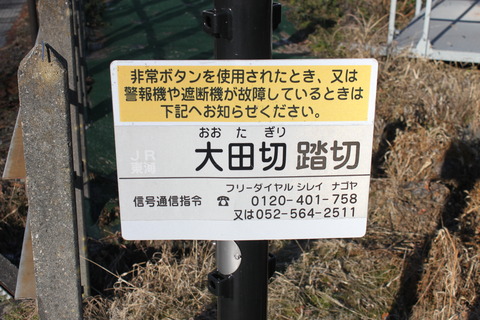 非常ボタンを使用されたとき、又は
警報機や遮断機が故障しているときは
下記へお知らせください。
おおたぎり
大田切 踏切
JR
東海
フリーダイヤル シレイ ナゴヤ
信号通信指令 ☎ 0120-401-758
又は052-564-2511